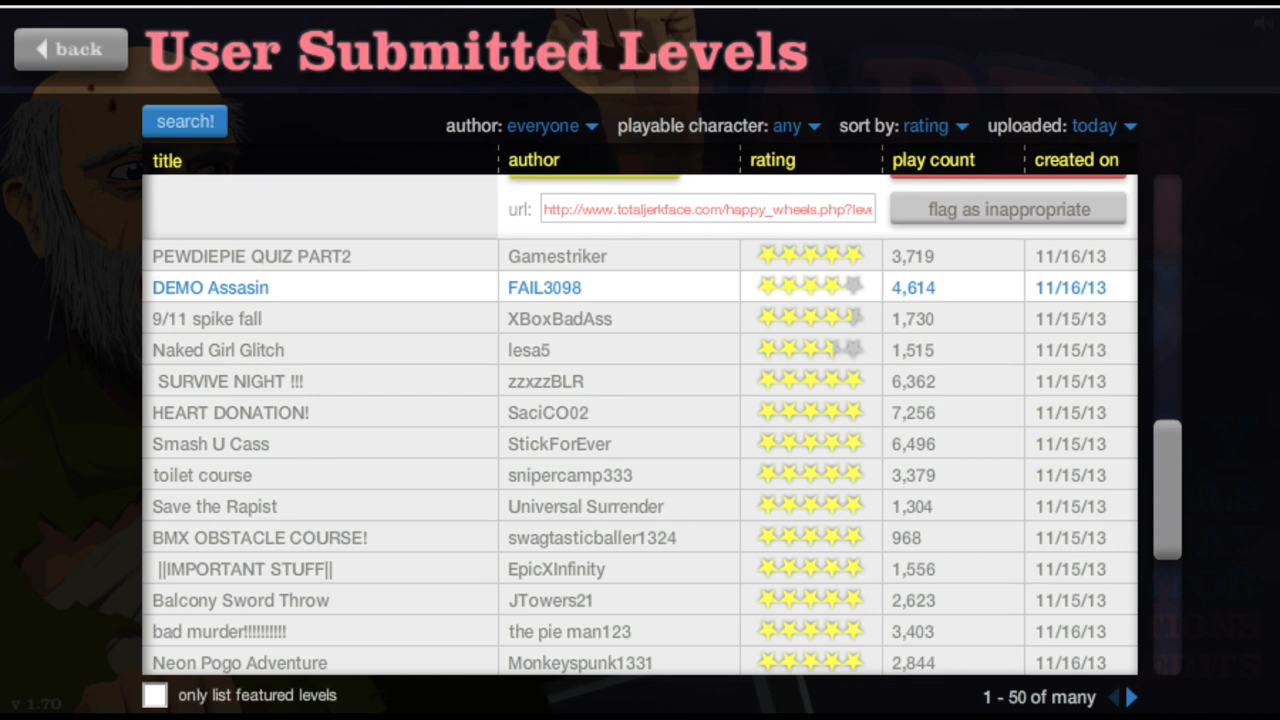 back
User Submitted Levels
search!
author: everyone playable character: any sort by: rating uploaded: today
title author rating play count created on
url: http://www.totaljerkface.com/happy_wheels.php?leve flag as inappropriate
PEWDIEPIE QUIZ PART2 Gamestriker 3,719 11/16/13
DEMO Assasin FAIL3098 4,614 11/16/13
9/11 spike fall XBoxBadAss 1,730 11/15/13
Naked Girl Glitch lesa5 1,515 11/15/13
SURVIVE NIGHT !!! zzxzzBLR 6,362 11/15/13
HEART DONATION! SaciCO02 7,256 11/15/13
Smash U Cass StickForEver 6,496 11/15/13
toilet course snipercamp333 3,379 11/15/13
Save the Rapist Universal Surrender 1,304 11/15/13
BMX OBSTACLE COURSE! swagtasticballer1324 968 11/15/13
||IMPORTANT STUFF|| EpicXInfinity 1,556 11/15/13
Balcony Sword Throw JTowers21 2,623 11/15/13
bad murder!!!!!!!!!! the pie man123 3,403 11/16/13
Neon Pogo Adventure Monkeyspunk1331 2,844 11/16/13
only list featured levels 1 - 50 of many
v 1.70